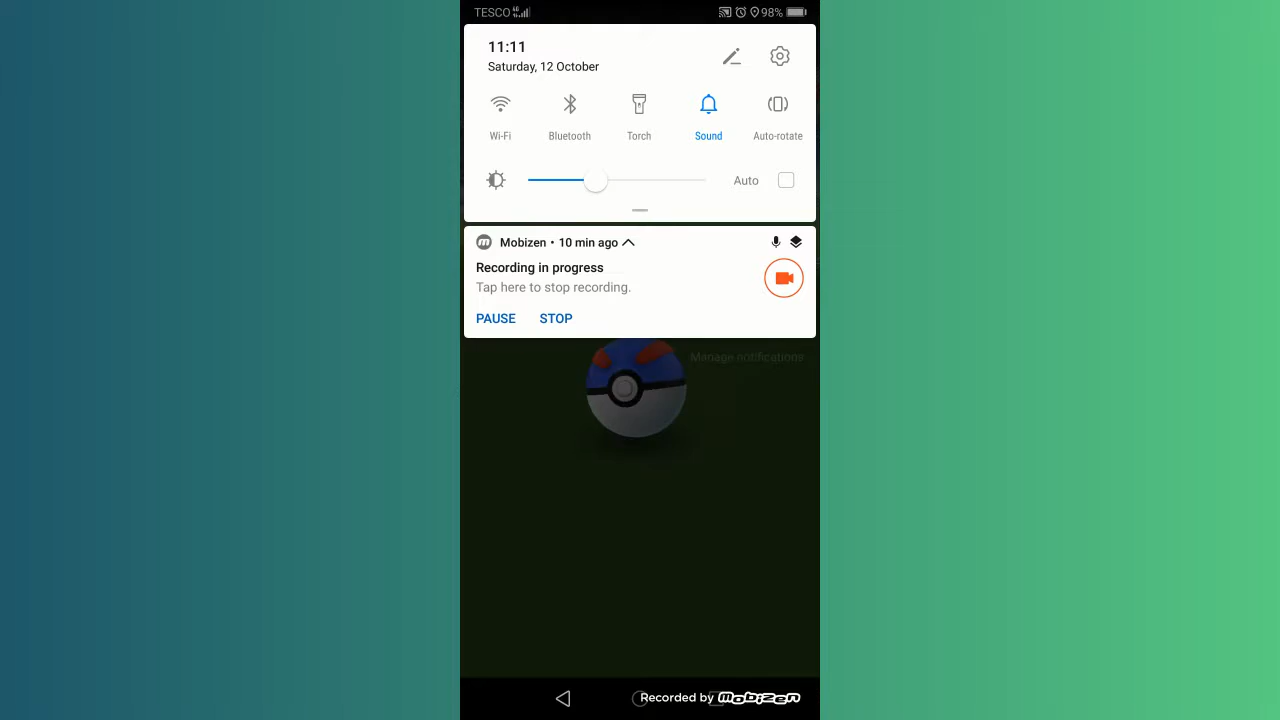 TESCO 98%
11:11
Saturday, 12 October
Wi-Fi Bluetooth Torch Sound Auto-rotate
Auto
Mobizen • 10 min ago
Recording in progress
Tap here to stop recording.
PAUSE STOP
Manage notifications
Recorded by mobizen